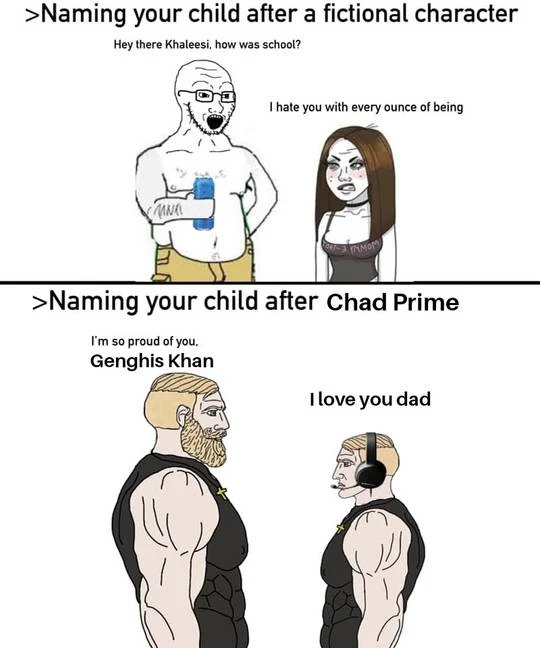 >Naming your child after a fictional character
Hey there Khaleesi, how was school?
I hate you with every ounce of being
>Naming your child after Chad Prime
I'm so proud of you,
Genghis Khan
I love you dad